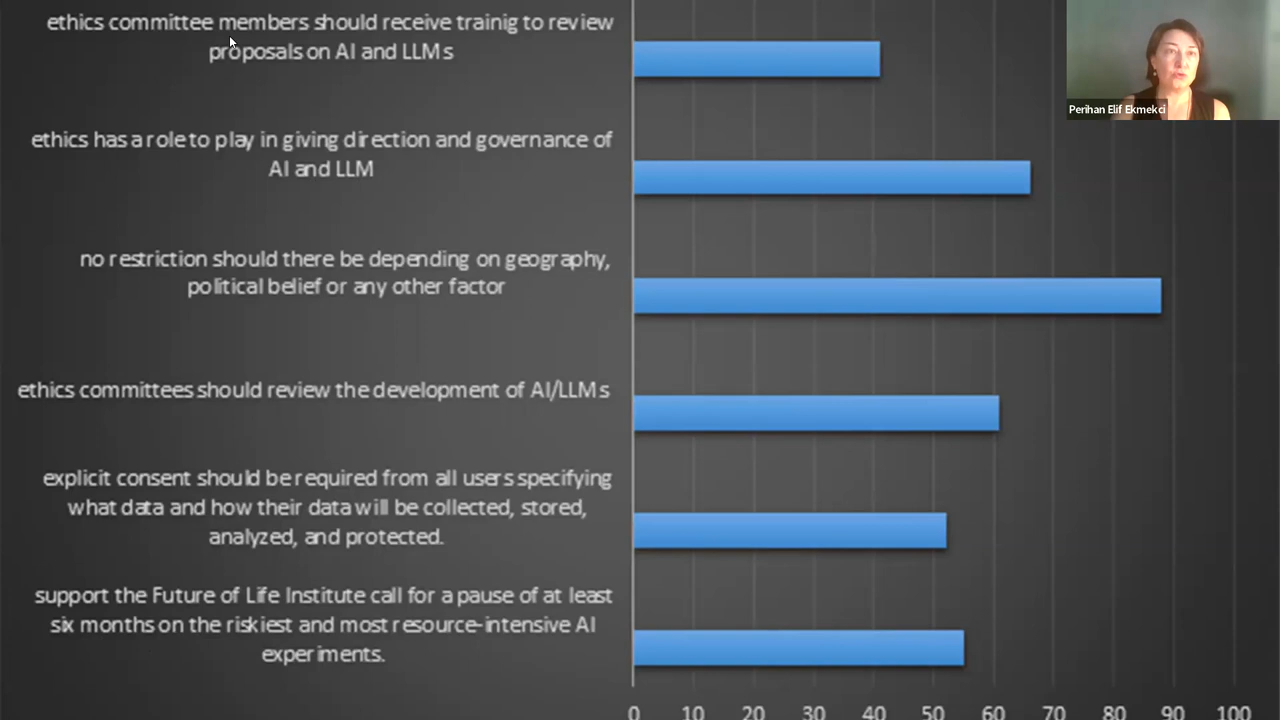 ethics committee members should receive trainig to review
proposals on AI and LLMs
Perihan Elif Ekmekci
ethics has a role to play in giving direction and governance of
AI and LLM
no restriction should there be depending on geography,
political belief or any other factor
ethics committees should review the development of AI/LLMs
explicit consent should be required from all users specifying
what data and how their data will be collected, stored,
analyzed, and protected.
support the Future of Life Institute call for a pause of at least
six months on the riskiest and most resource-intensive AI
experiments.
0 10 20 30 40 50 60 70 80 90 100